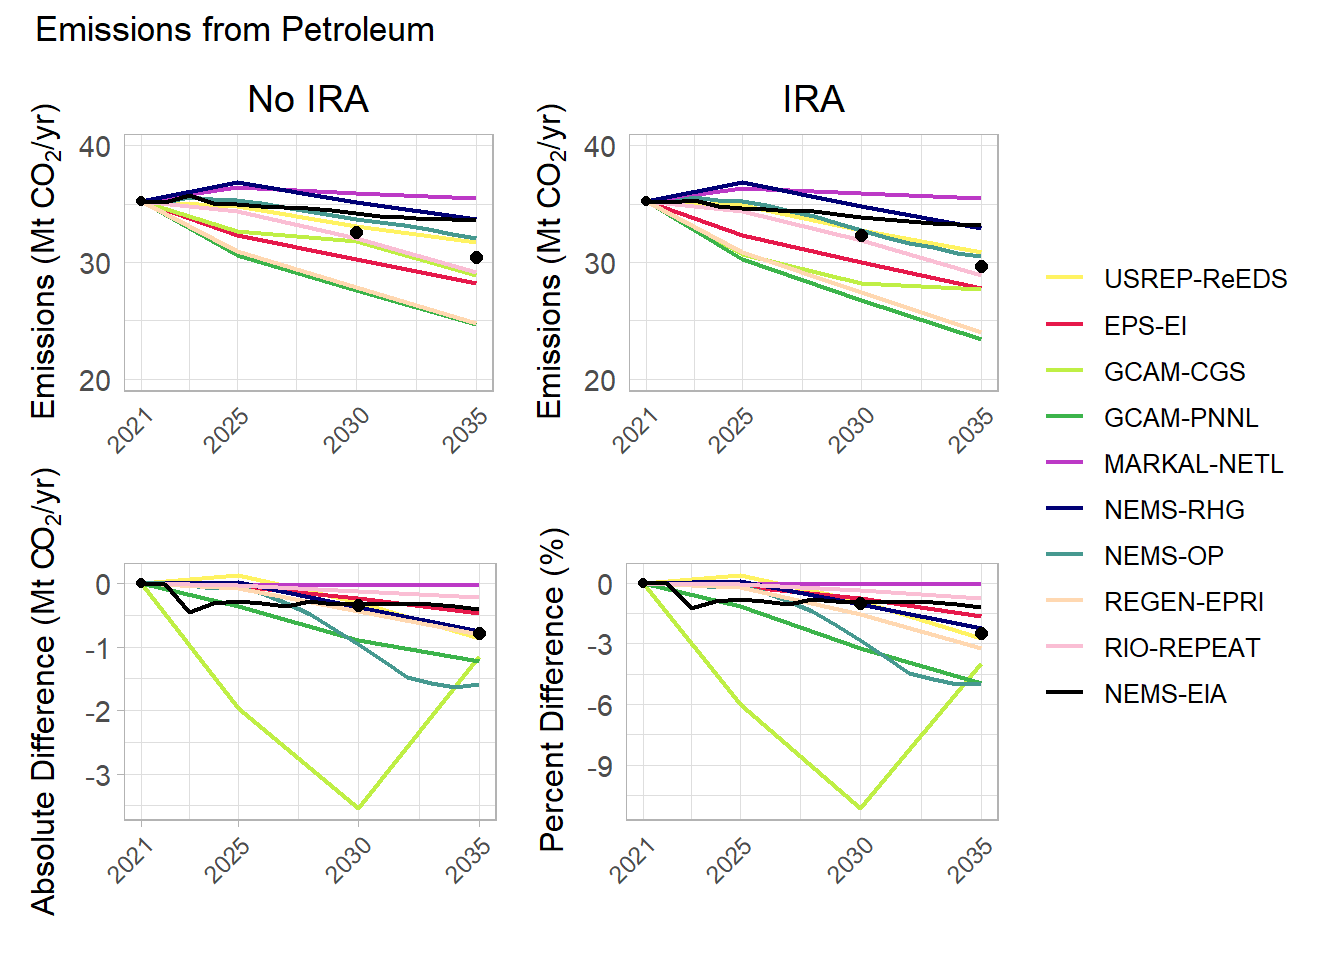 Emissions from Petroleum
No IRA
Emissions (Mt CO₂/yr)
40
30
20
2021
2025
2030
2035
IRA
Emissions (Mt CO₂/yr)
40
30
20
2021
2025
2030
2035
Absolute Difference (Mt CO₂/yr)
0
-1
-2
-3
2021
2025
2030
2035
Percent Difference (%)
0
-3
-6
-9
2021
2025
2030
2035
USREP-ReEDS
EPS-EI
GCAM-CGS
GCAM-PNNL
MARKAL-NETL
NEMS-RHG
NEMS-OP
REGEN-EPRI
RIO-REPEAT
NEMS-EIA